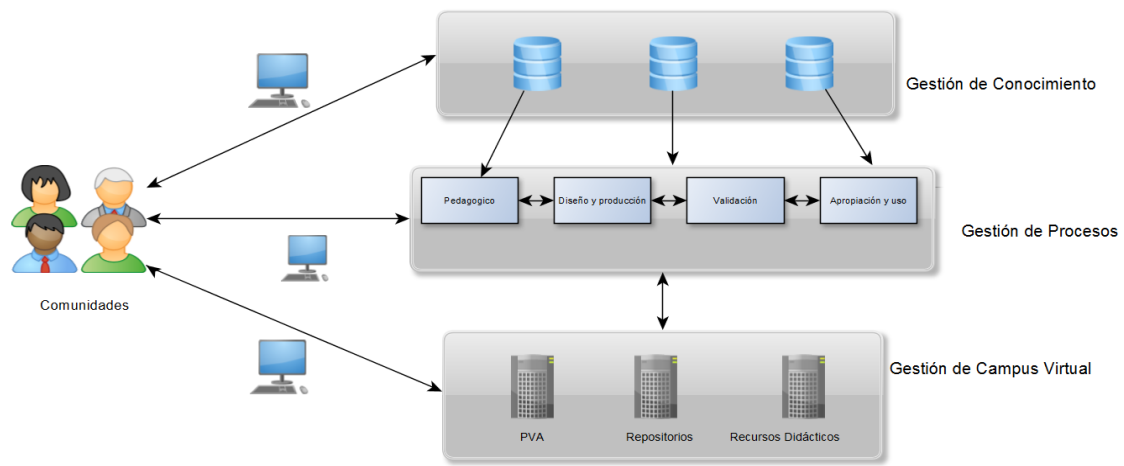 Gestión de Conocimiento
Pedagogico
Diseño y producción
Validación
Apropiación y uso
Gestión de Procesos
Comunidades
Gestión de Campus Virtual
PVA
Repositorios
Recursos Didácticos